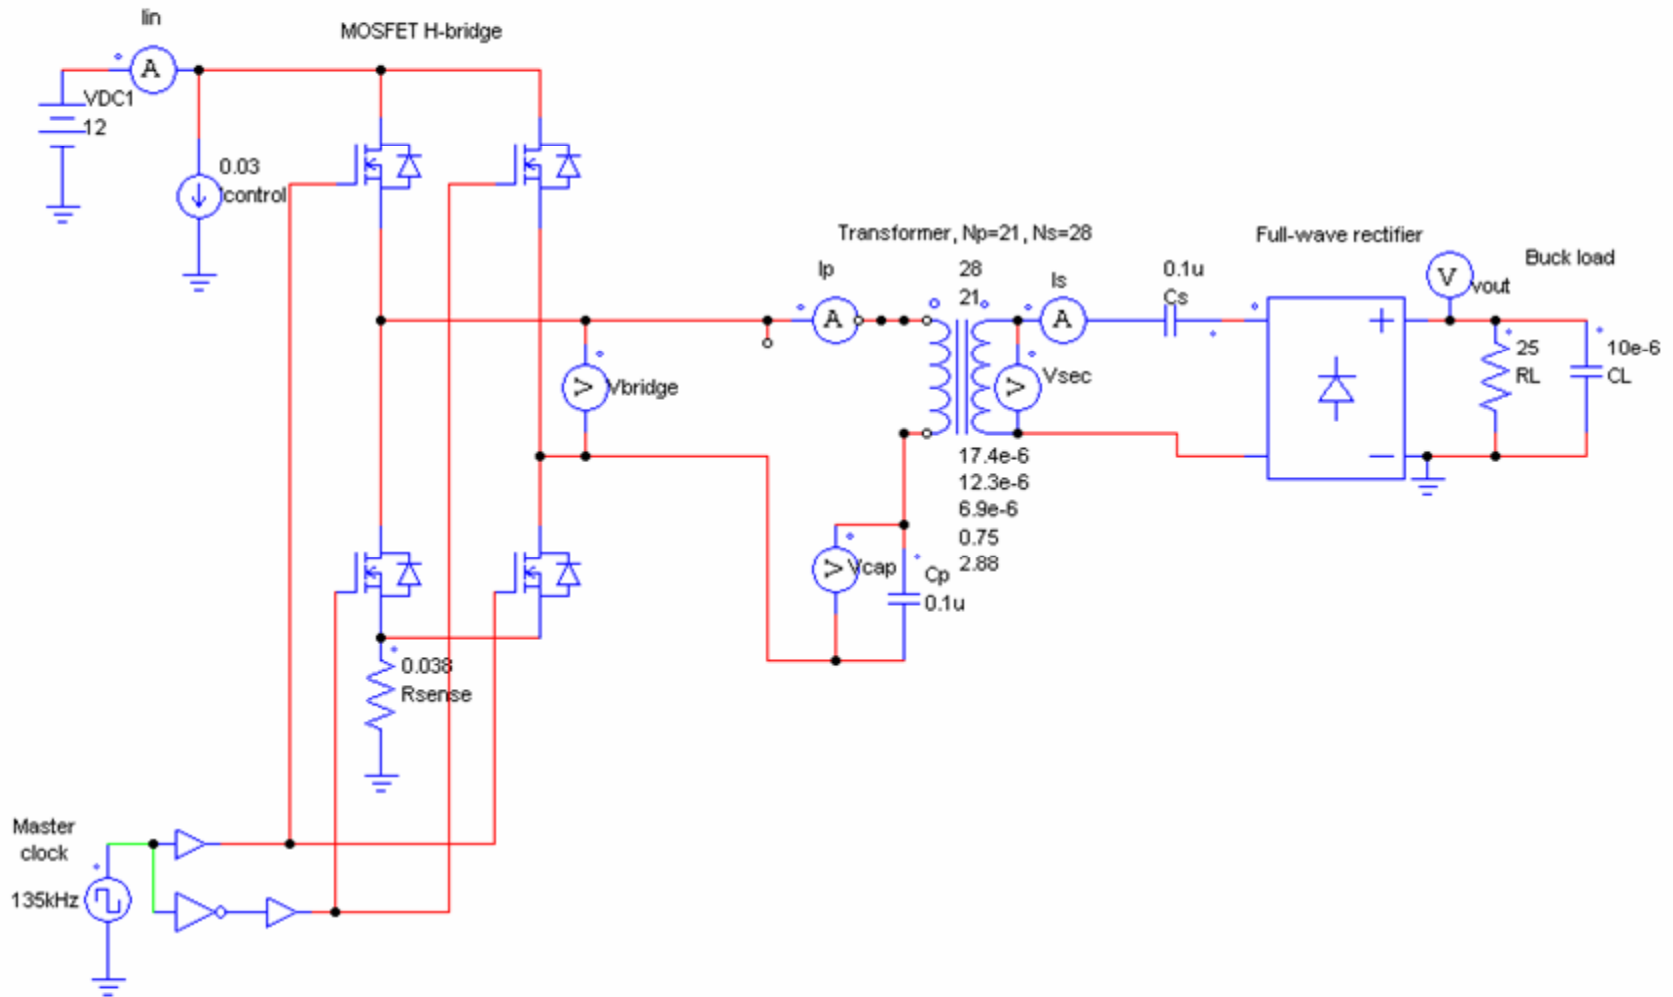 Iin
MOSFET H-bridge
A
VDC1
12
0.03
Icontrol
Transformer, Np=21, Ns=28
Full-wave rectifier
Buck load
Ip
28
21
Is
0.1u
Cs
V
vout
A
A
+
25
RL
10e-6
CL
V
Vbridge
V
Vsec
−
17.4e-6
12.3e-6
6.9e-6
0.75
2.88
V
Vcap
Cp
0.1u
0.038
Rsense
Master
clock
135kHz